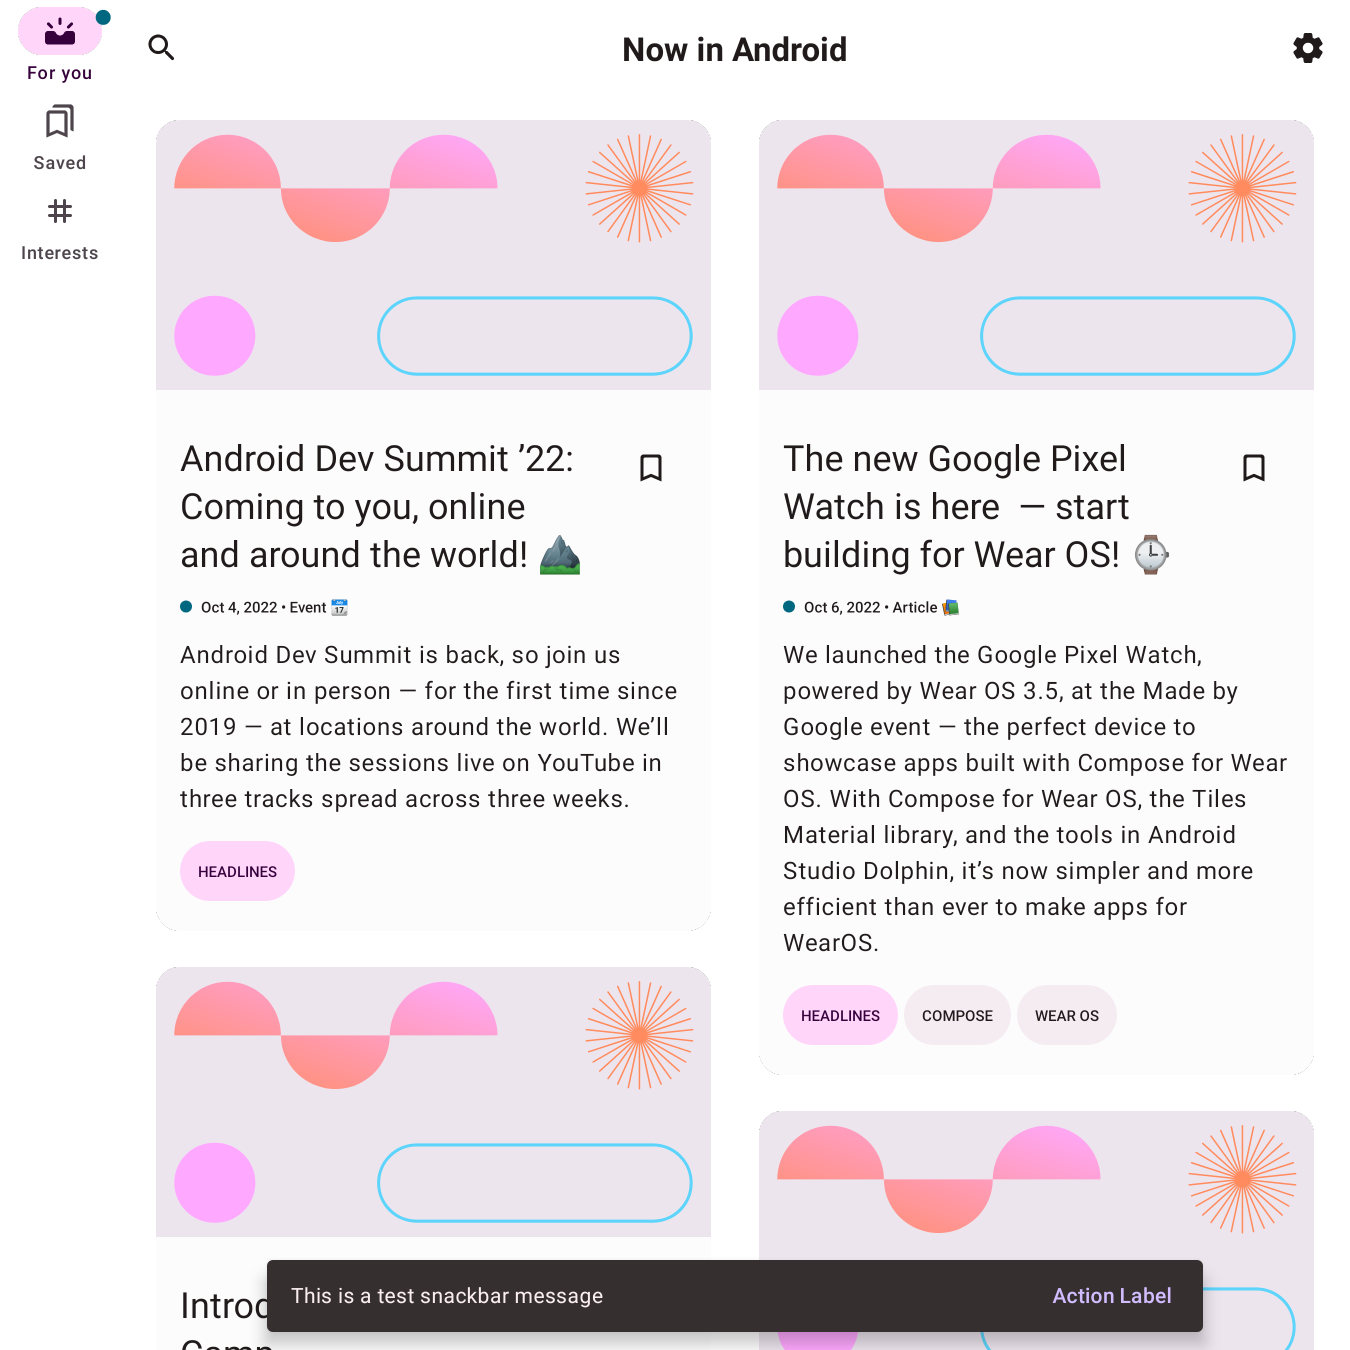 For you
Saved
Interests
Now in Android
Android Dev Summit ’22:
Coming to you, online
and around the world! ⛰️
Oct 4, 2022 • Event 📅
Android Dev Summit is back, so join us
online or in person — for the first time since
2019 — at locations around the world. We’ll
be sharing the sessions live on YouTube in
three tracks spread across three weeks.
HEADLINES
The new Google Pixel
Watch is here  — start
building for Wear OS! ⌚
Oct 6, 2022 • Article 📚
We launched the Google Pixel Watch,
powered by Wear OS 3.5, at the Made by
Google event — the perfect device to
showcase apps built with Compose for Wear
OS. With Compose for Wear OS, the Tiles
Material library, and the tools in Android
Studio Dolphin, it’s now simpler and more
efficient than ever to make apps for
WearOS.
HEADLINES COMPOSE WEAR OS
This is a test snackbar message Action Label